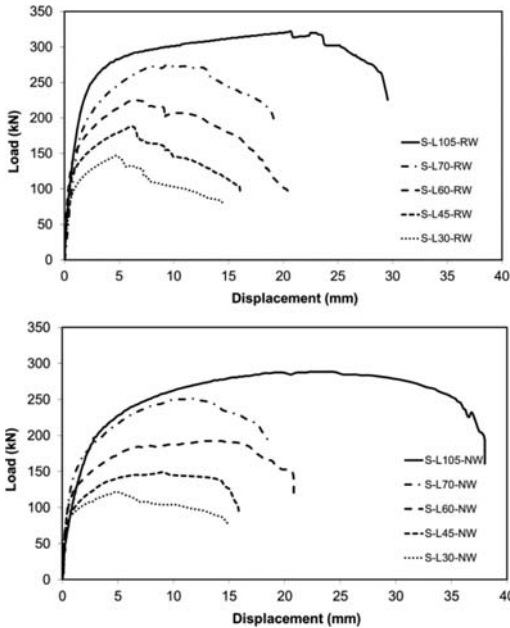 350
300
250
200
150
100
50
0
Load (kN)
S-L105-RW
S-L70-RW
S-L60-RW
S-L45-RW
S-L30-RW
0 5 10 15 20 25 30 35 40
Displacement (mm)
350
300
250
200
150
100
50
0
Load (kN)
S-L105-NW
S-L70-NW
S-L60-NW
S-L45-NW
S-L30-NW
0 5 10 15 20 25 30 35 40
Displacement (mm)